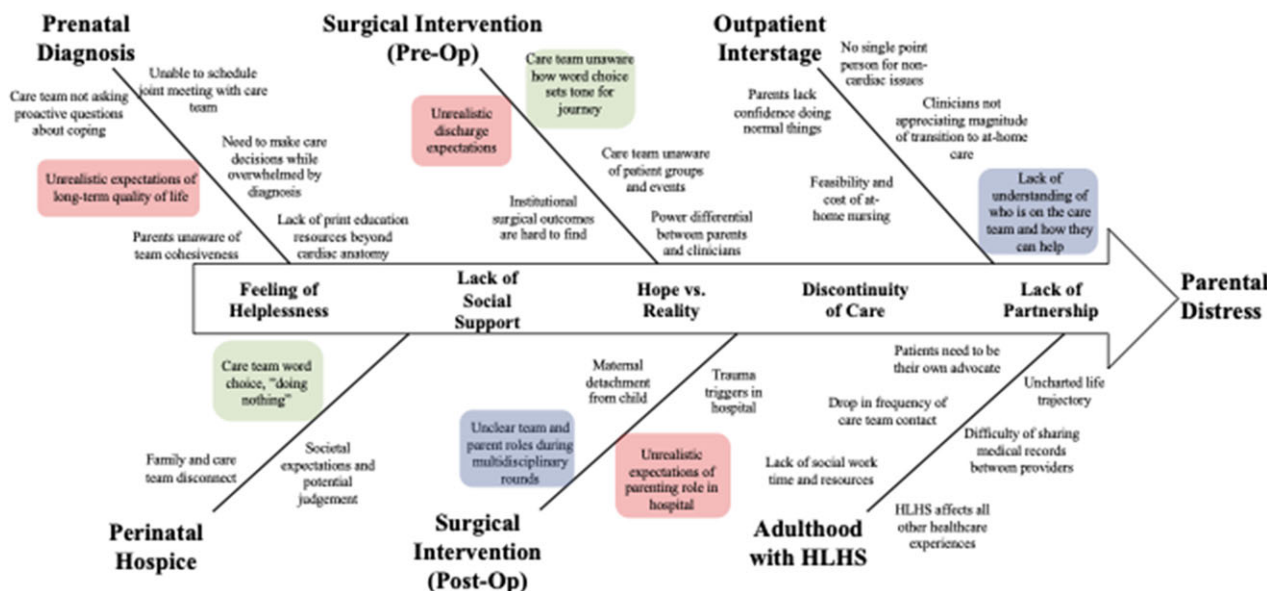 Prenatal
Diagnosis
Care team not asking
proactive questions
about coping
Unable to schedule
joint meeting with care
team
Unrealistic expectations of
long-term quality of life
Need to make care
decisions while
overwhelmed by
diagnosis
Parents unaware of
team cohesiveness
Lack of print education
resources beyond
cardiac anatomy
Surgical Intervention
(Pre-Op)
Care team unaware
how word choice
sets tone for
journey
Unrealistic
discharge
expectations
Care team unaware
of patient groups
and events
Institutional
surgical outcomes
are hard to find
Power differential
between parents
and clinicians
Outpatient
Interstage
No single point
person for non-
cardiac issues
Parents lack
confidence doing
normal things
Clinicians not
appreciating magnitude
of transition to at-home
care
Feasibility and
cost of at-
home nursing
Lack of
understanding of
who is on the care
team and how they
can help
Feeling of
Helplessness
Lack of
Social
Support
Hope vs.
Reality
Discontinuity
of Care
Lack of
Partnership
Parental
Distress
Care team word
choice, "doing
nothing"
Family and care
team disconnect
Societal
expectations and
potential
judgement
Perinatal
Hospice
Maternal
detachment
from child
Trauma
triggers in
hospital
Unclear team and
parent roles during
multidisciplinary
rounds
Unrealistic
expectations of
parenting role in
hospital
Surgical
Intervention
(Post-Op)
Patients need to be
their own advocate
Uncharted life
trajectory
Drop in frequency of
care team contact
Difficulty of sharing
medical records
between providers
Lack of social work
time and resources
HLHS affects all
other healthcare
experiences
Adulthood
with HLHS